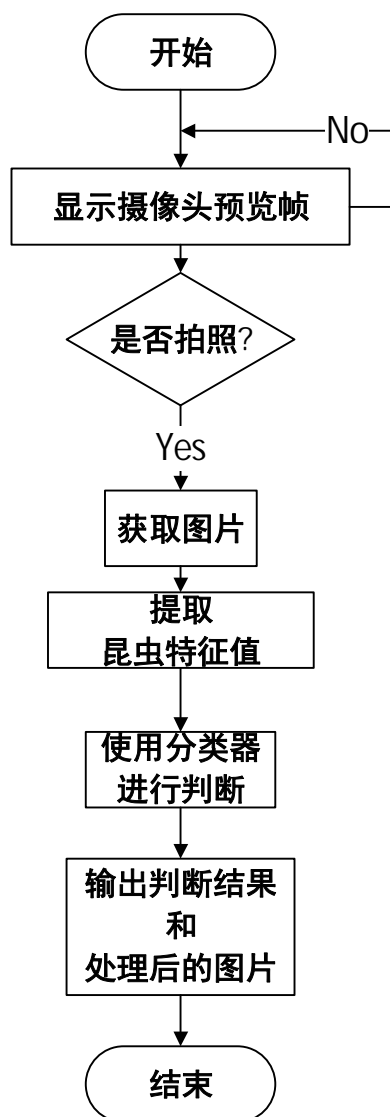 开始
No
显示摄像头预览帧
是否拍照?
Yes
获取图片
提取
昆虫特征值
使用分类器
进行判断
输出判断结果
和
处理后的图片
结束